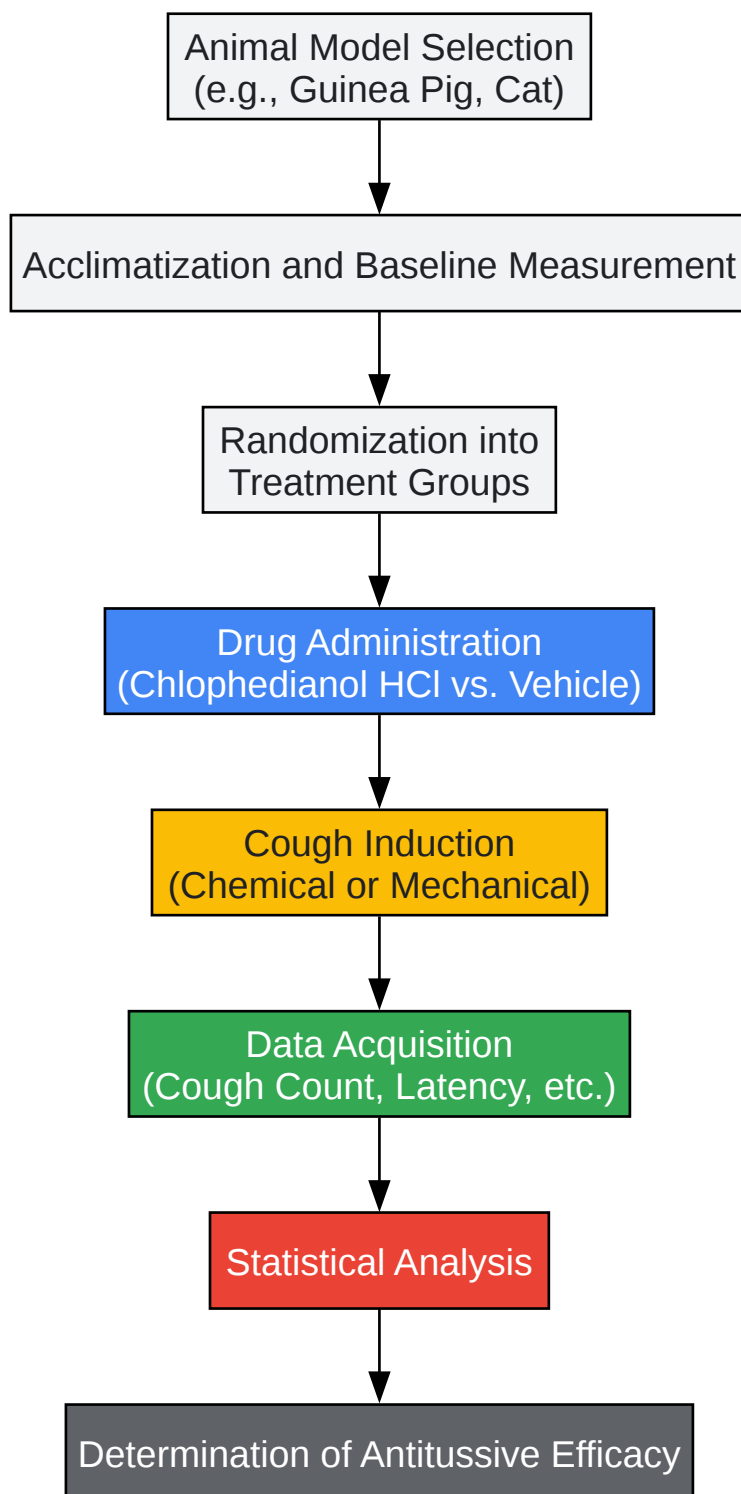 Animal Model Selection
(e.g., Guinea Pig, Cat)
Acclimatization and Baseline Measurement
Randomization into
Treatment Groups
Drug Administration
(Chlophedianol HCl vs. Vehicle)
Cough Induction
(Chemical or Mechanical)
Data Acquisition
(Cough Count, Latency, etc.)
Statistical Analysis
Determination of Antitussive Efficacy